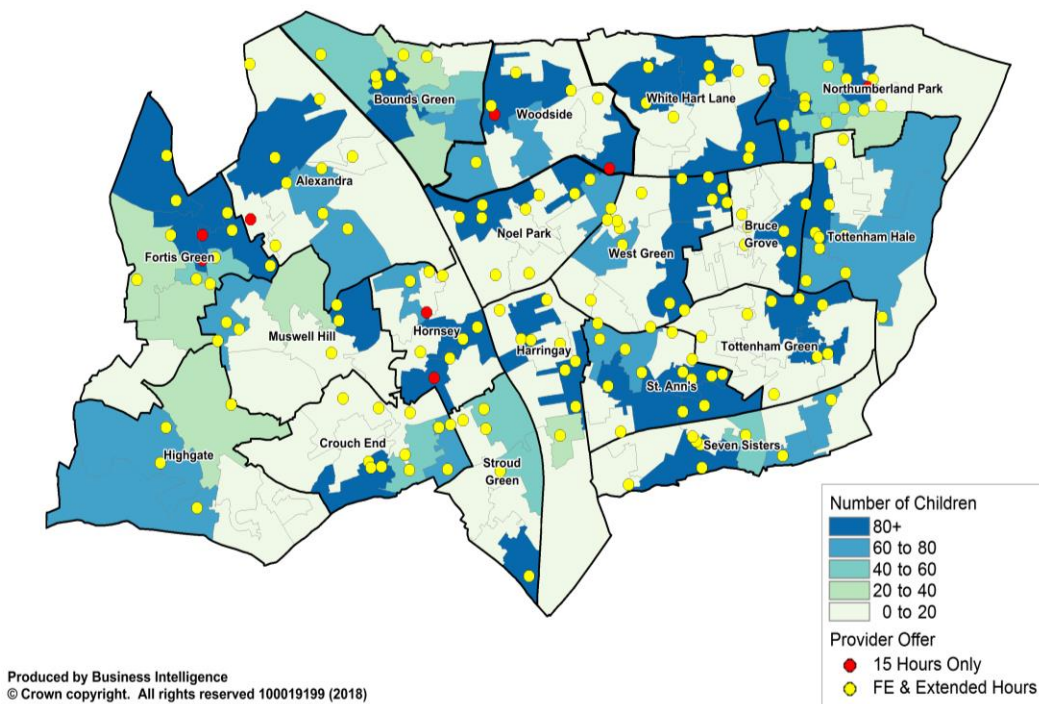 Bounds Green
Woodside
White Hart Lane
Northumberland Park
Alexandra
Noel Park
West Green
Bruce
Grove
Tottenham Hale
Fortis Green
Muswell Hill
Hornsey
Harringay
Tottenham Green
St. Ann's
Highgate
Crouch End
Stroud
Green
Seven Sisters
Number of Children
80+
60 to 80
40 to 60
20 to 40
0 to 20
Provider Offer
15 Hours Only
FE & Extended Hours
Produced by Business Intelligence
© Crown copyright. All rights reserved 100019199 (2018)